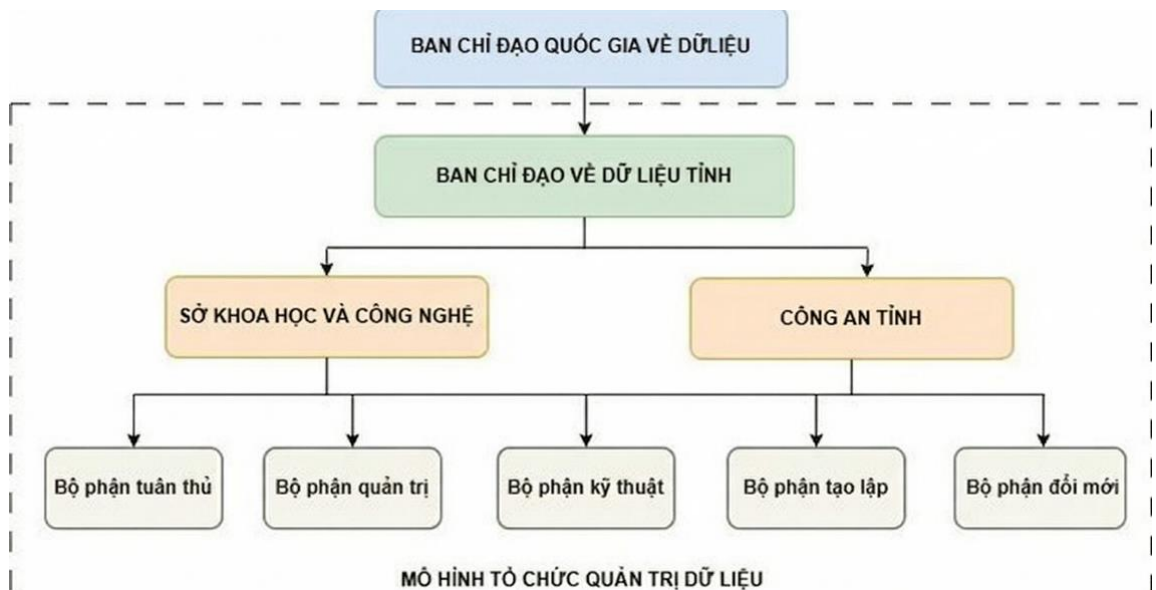 BAN CHỈ ĐẠO QUỐC GIA VỀ DỮLIỆU
BAN CHỈ ĐẠO VỀ DỮ LIỆU TỈNH
SỞ KHOA HỌC VÀ CÔNG NGHỆ
CÔNG AN TỈNH
Bộ phận tuân thủ
Bộ phận quản trị
Bộ phận kỹ thuật
Bộ phận tạo lập
Bộ phận đổi mới
MÔ HÌNH TỔ CHỨC QUẢN TRỊ DỮ LIỆU